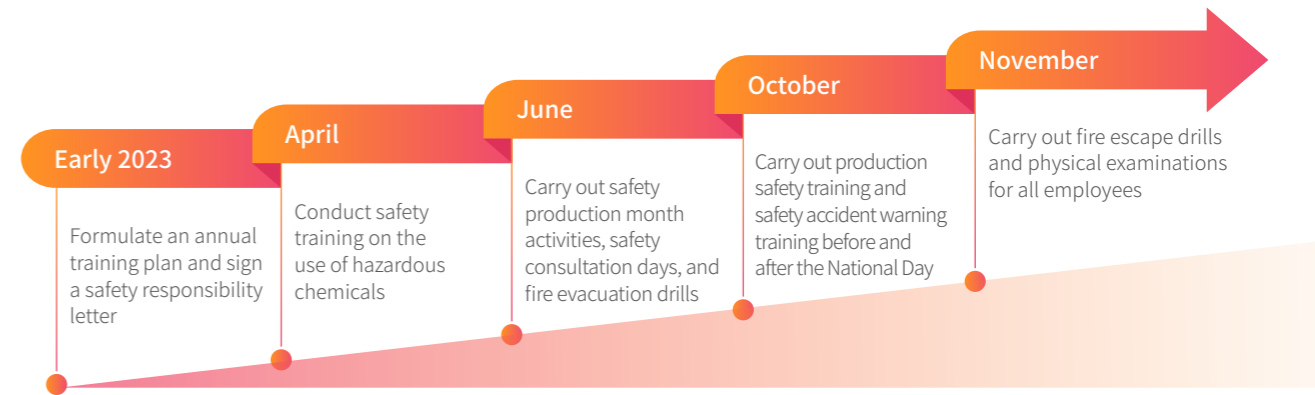 Early 2023
Formulate an annual
training plan and sign
a safety responsibility
letter
April
Conduct safety
training on the
use of hazardous
chemicals
June
Carry out safety
production month
activities, safety
consultation days, and
fire evacuation drills
October
Carry out production
safety training and
safety accident warning
training before and
after the National Day
November
Carry out fire escape drills
and physical examinations
for all employees